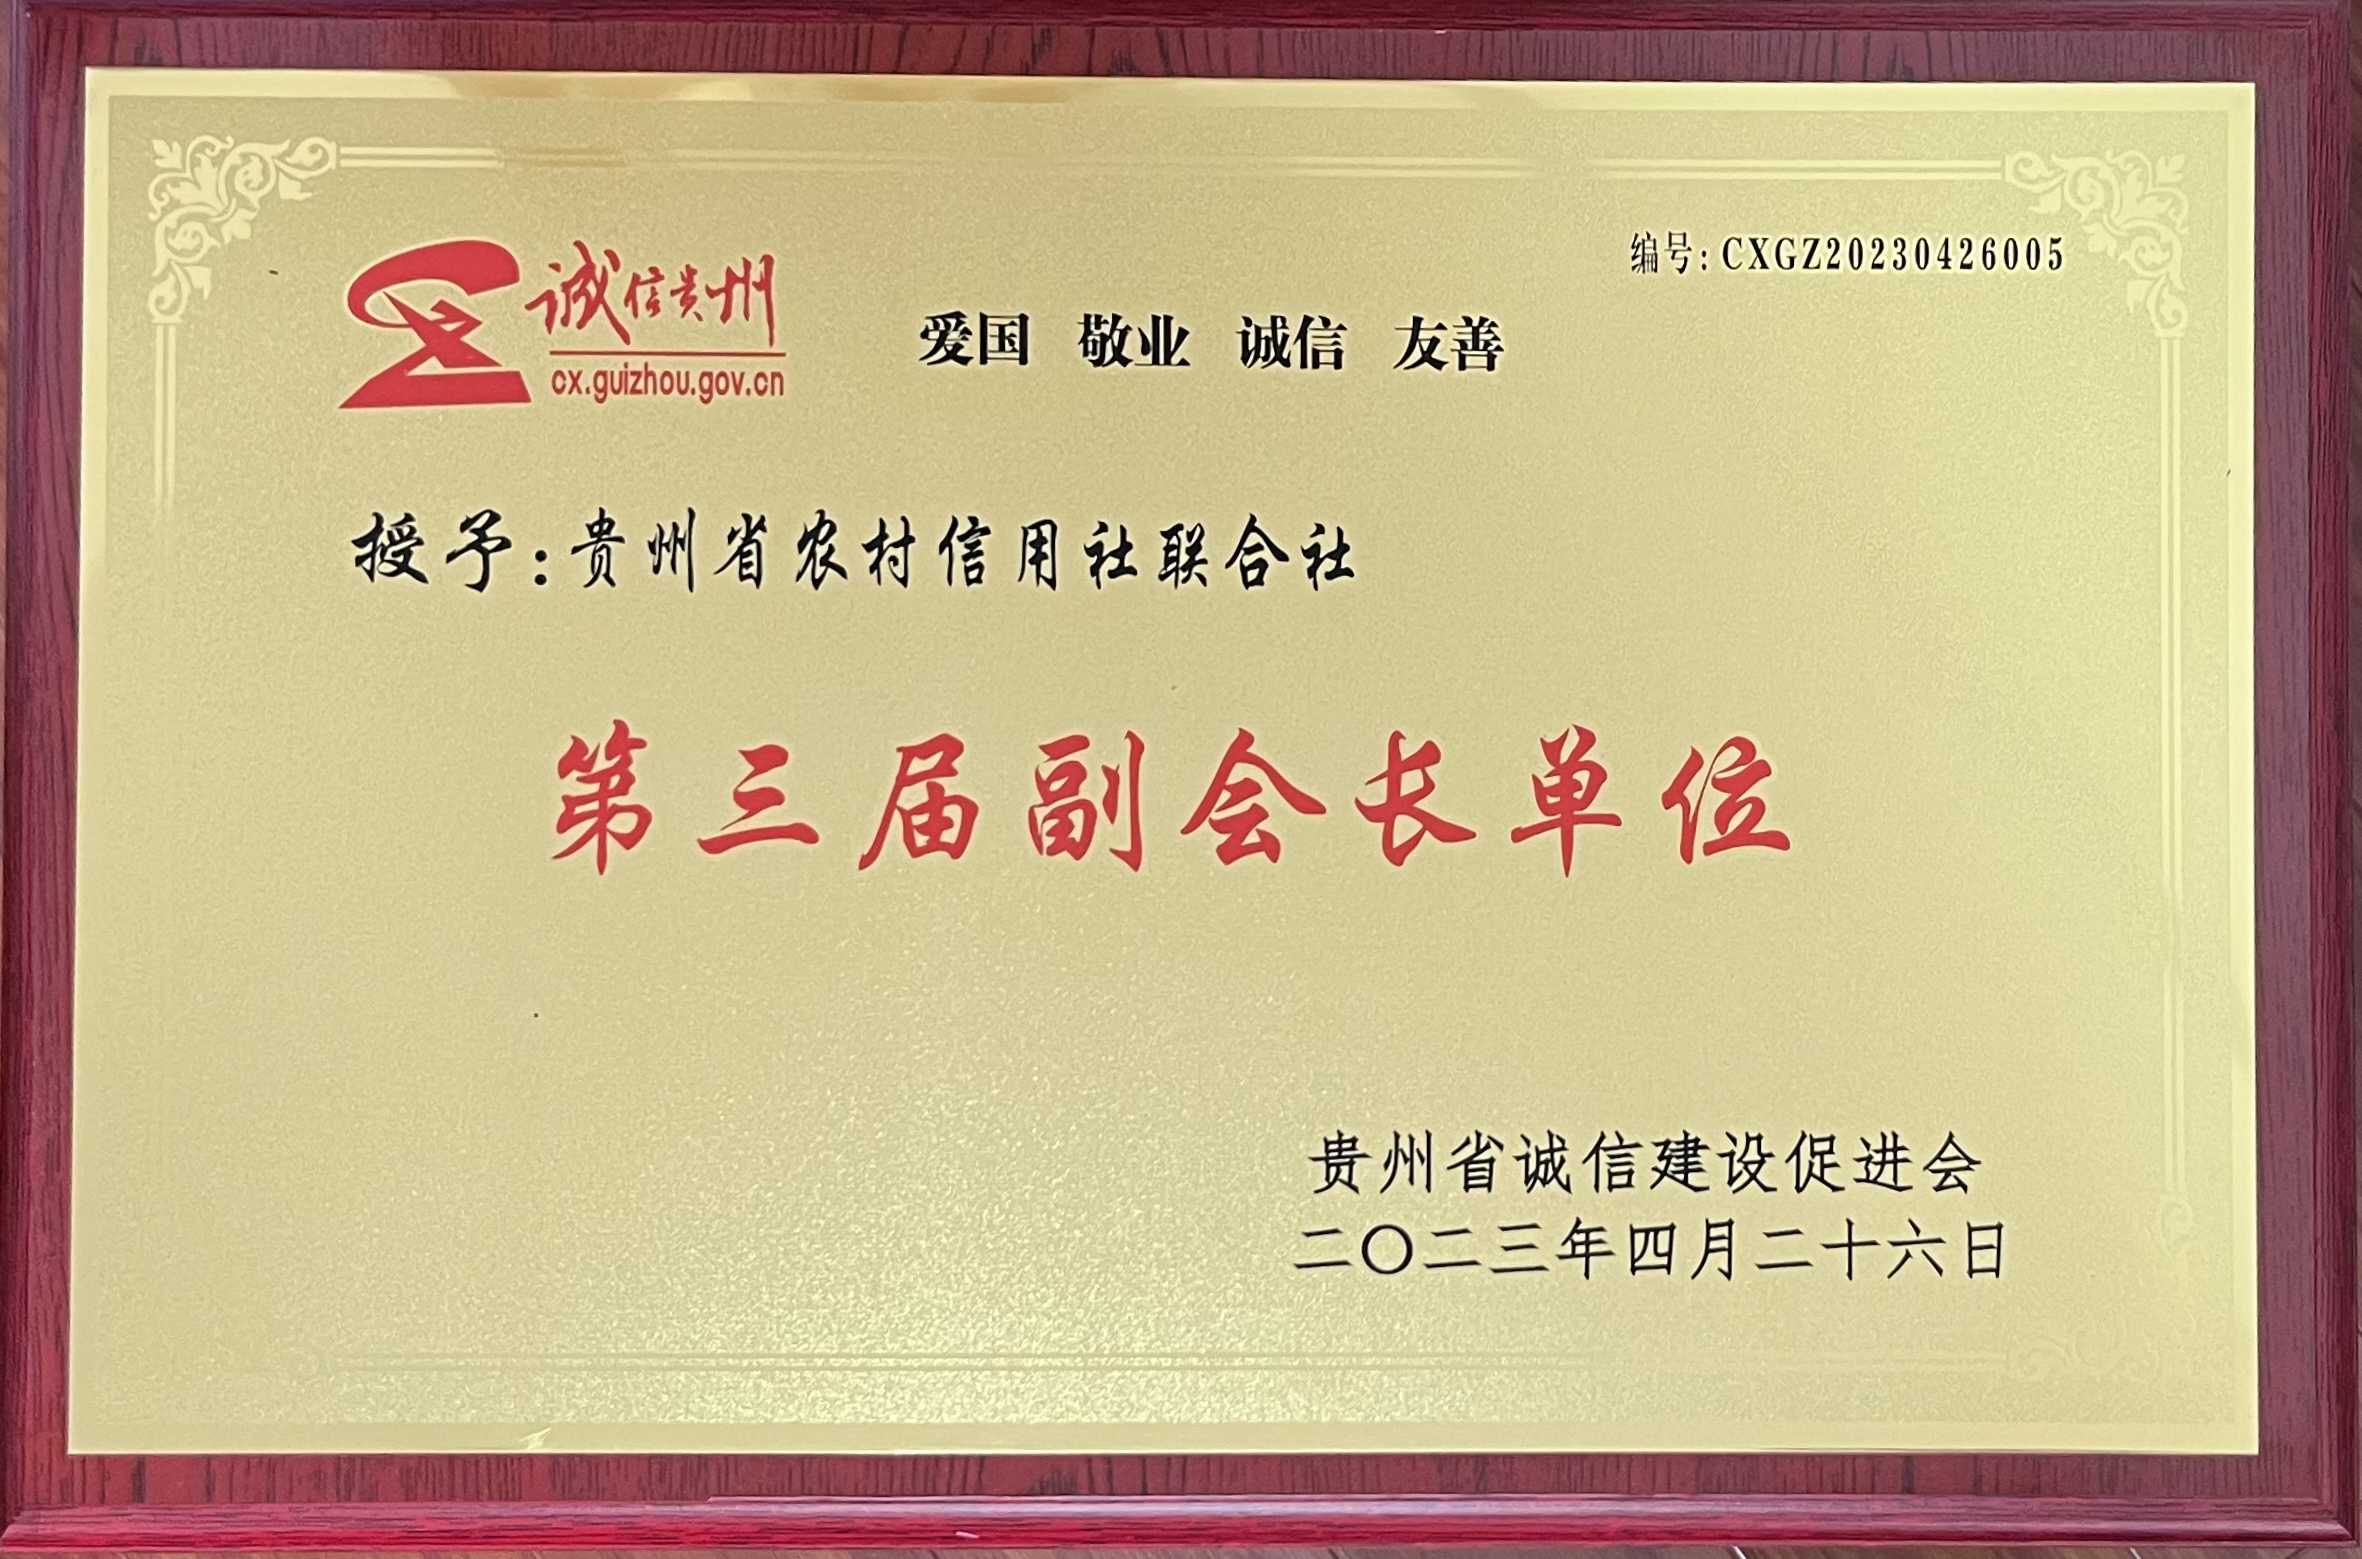 编号:CXGZ20230426005
诚信贵州
cx.guizhou.gov.cn
爱国 敬业 诚信 友善
授予:贵州省农村信用社联合社
第三届副会长单位
贵州省诚信建设促进会
二〇二三年四月二十六日